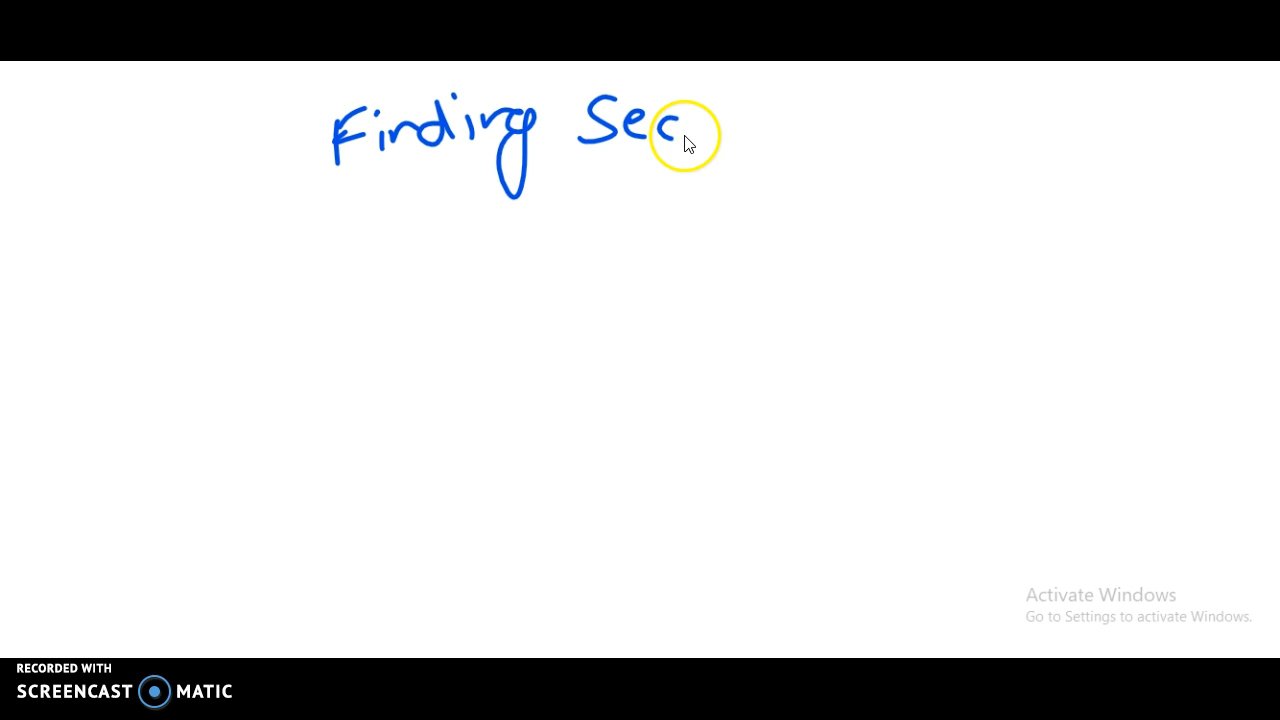 Finding Sec
Activate Windows
Go to Settings to activate Windows.
RECORDED WITH
SCREENCAST MATIC